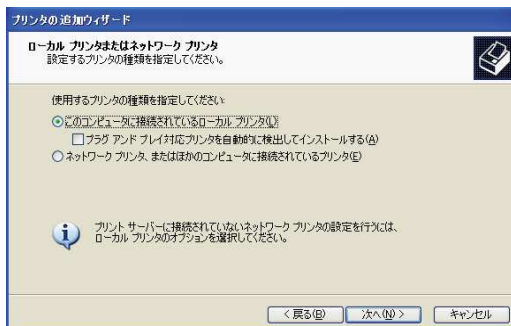 プリンタの追加ウィザード
ローカル プリンタまたはネットワーク プリンタ
設定するプリンタの種類を指定してください。
使用するプリンタの種類を指定してください:
このコンピュータに接続されているローカル プリンタ(L)
プラグ アンド プレイ対応プリンタを自動的に検出してインストールする(A)
ネットワーク プリンタ、またはほかのコンピュータに接続されているプリンタ(E)
プリント サーバーに接続されていないネットワーク プリンタの設定を行うには、
ローカル プリンタのオプションを選択してください。
< 戻る(B) 次へ(N) > キャンセル